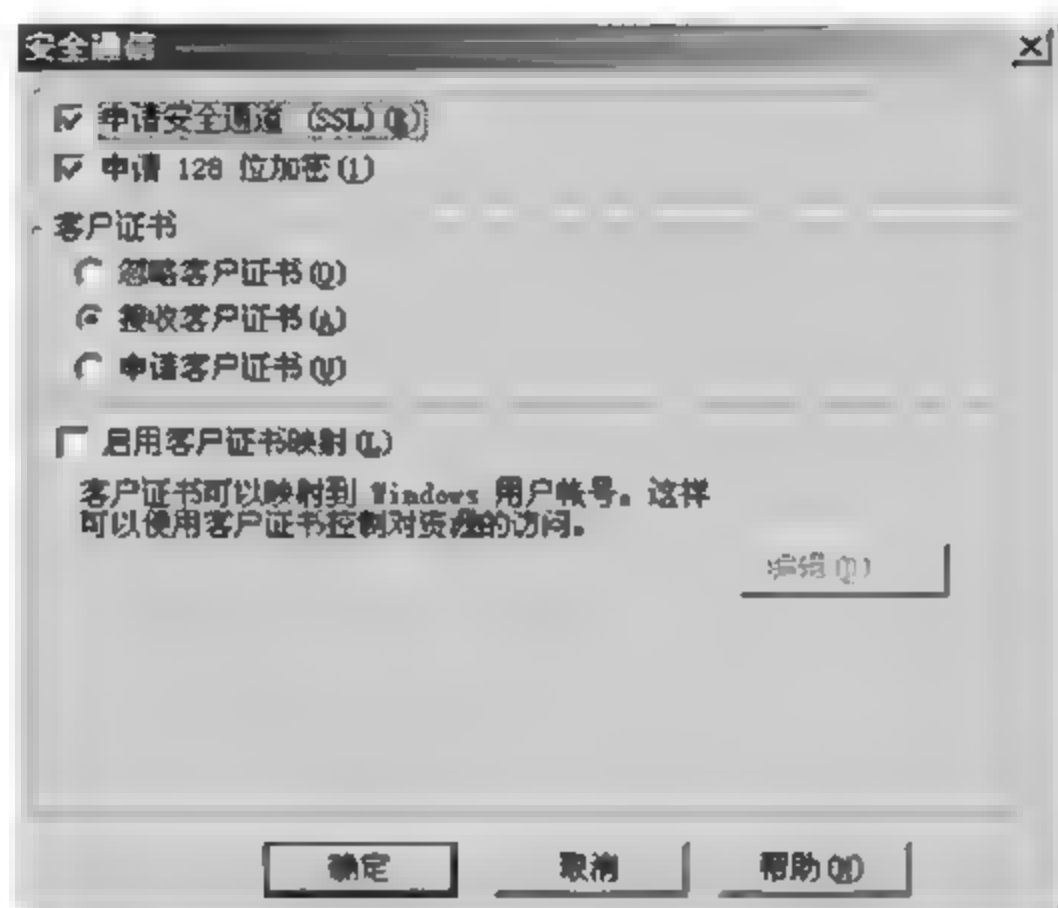 安全通信
申请安全通道 (SSL)(R)
申请 128 位加密(1)
客户证书
忽略客户证书(D)
接收客户证书(A)
申请客户证书(U)
启用客户证书映射(L)
客户证书可以映射到 Windows 用户帐号。这样
可以使用客户证书控制对资源的访问。
编辑(I)
确定
取消
帮助(H)